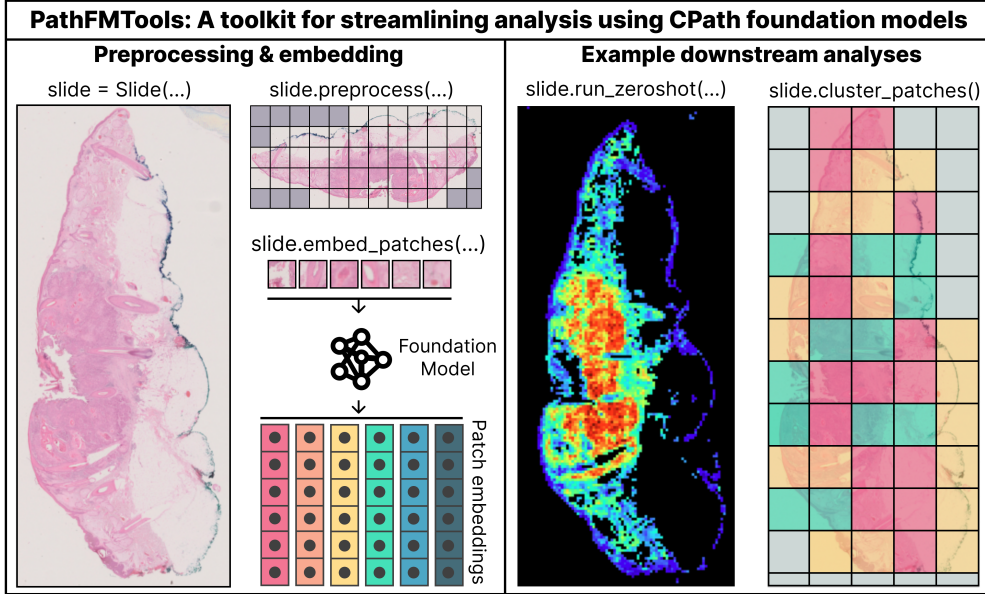 PathFMTools: A toolkit for streamlining analysis using CPath foundation models
Preprocessing & embedding
slide = Slide(...)
slide.preprocess(...)
slide.embed_patches(...)
Foundation
Model
Patch embeddings
Example downstream analyses
slide.run_zeroshot(...)
slide.cluster_patches()